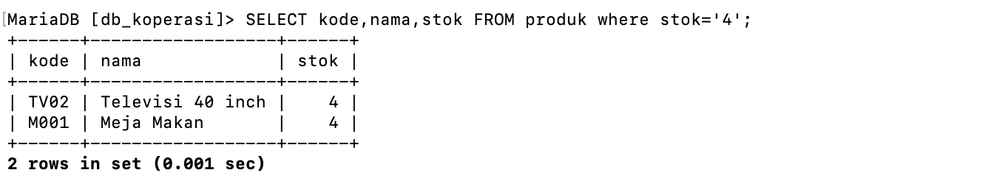 [MariaDB [db_koperasi]> SELECT kode,nama,stok FROM produk where stok='4';
+------+-------------------+------+
| kode | nama              | stok |
+------+-------------------+------+
| TV02 | Televisi 40 inch |    4 |
| M001 | Meja Makan        |    4 |
+------+-------------------+------+
2 rows in set (0.001 sec)